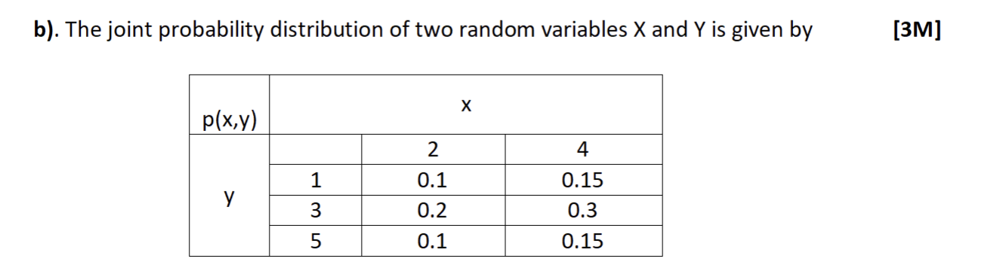 b). The joint probability distribution of two random variables X and Y is given by [3M]
p(x,y) x
2 4
y
1 0.1 0.15
3 0.2 0.3
5 0.1 0.15